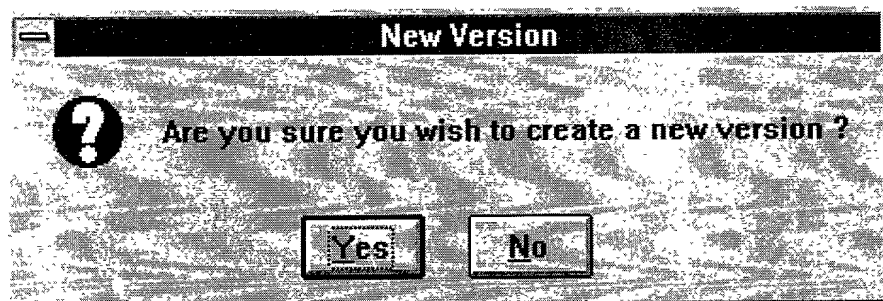 New Version
Are you sure you wish to create a new version ?
Yes
No